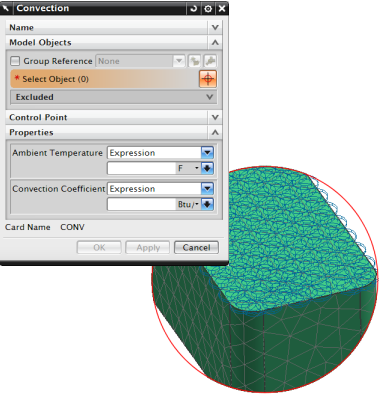 Convection
Name
Model Objects
Group Reference None
* Select Object (0)
Excluded
Control Point
Properties
Ambient Temperature Expression
F
Convection Coefficient Expression
Btu/
Card Name CONV
OK Apply Cancel